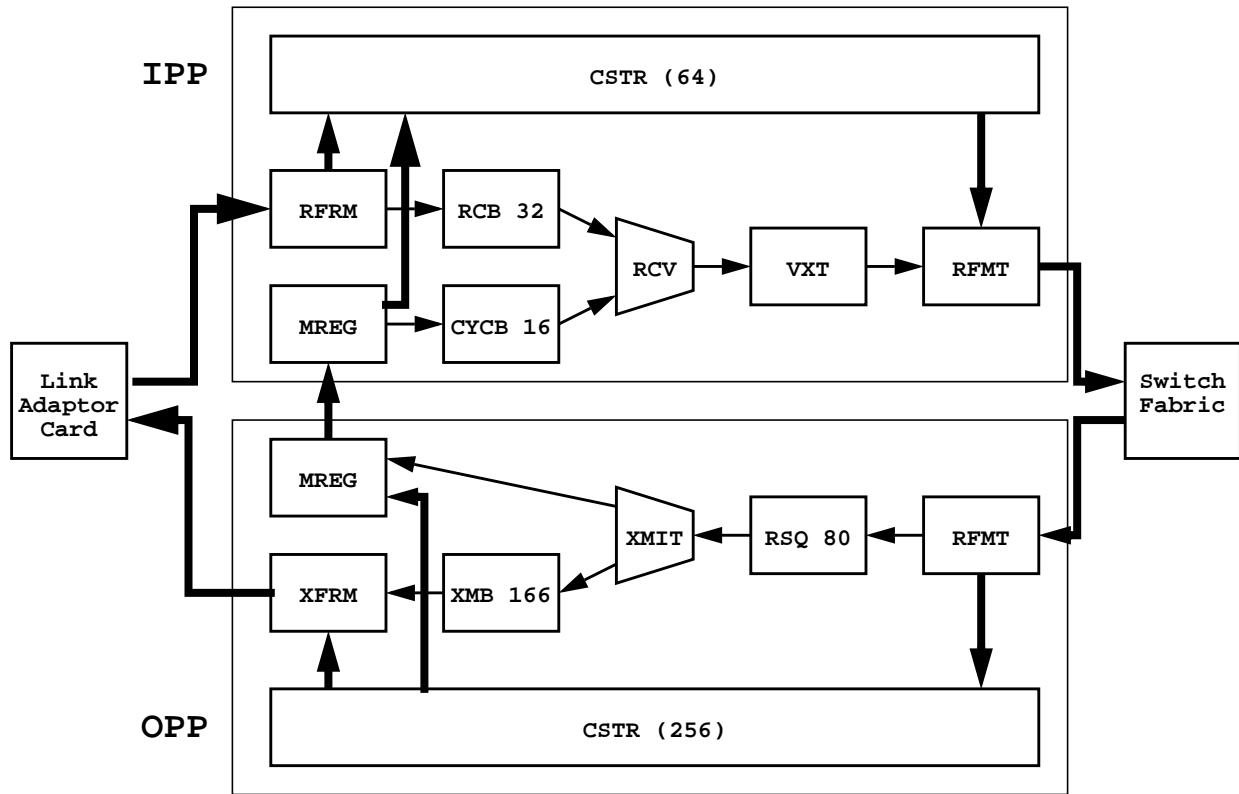 IPP
CSTR (64)
RFRM
RCB 32
RCV
VXT
RFMT
MREG
CYCB 16
Link
Adaptor
Card
Switch
Fabric
MREG
XMIT
RSQ 80
RFMT
XFRM
XMB 166
OPP
CSTR (256)